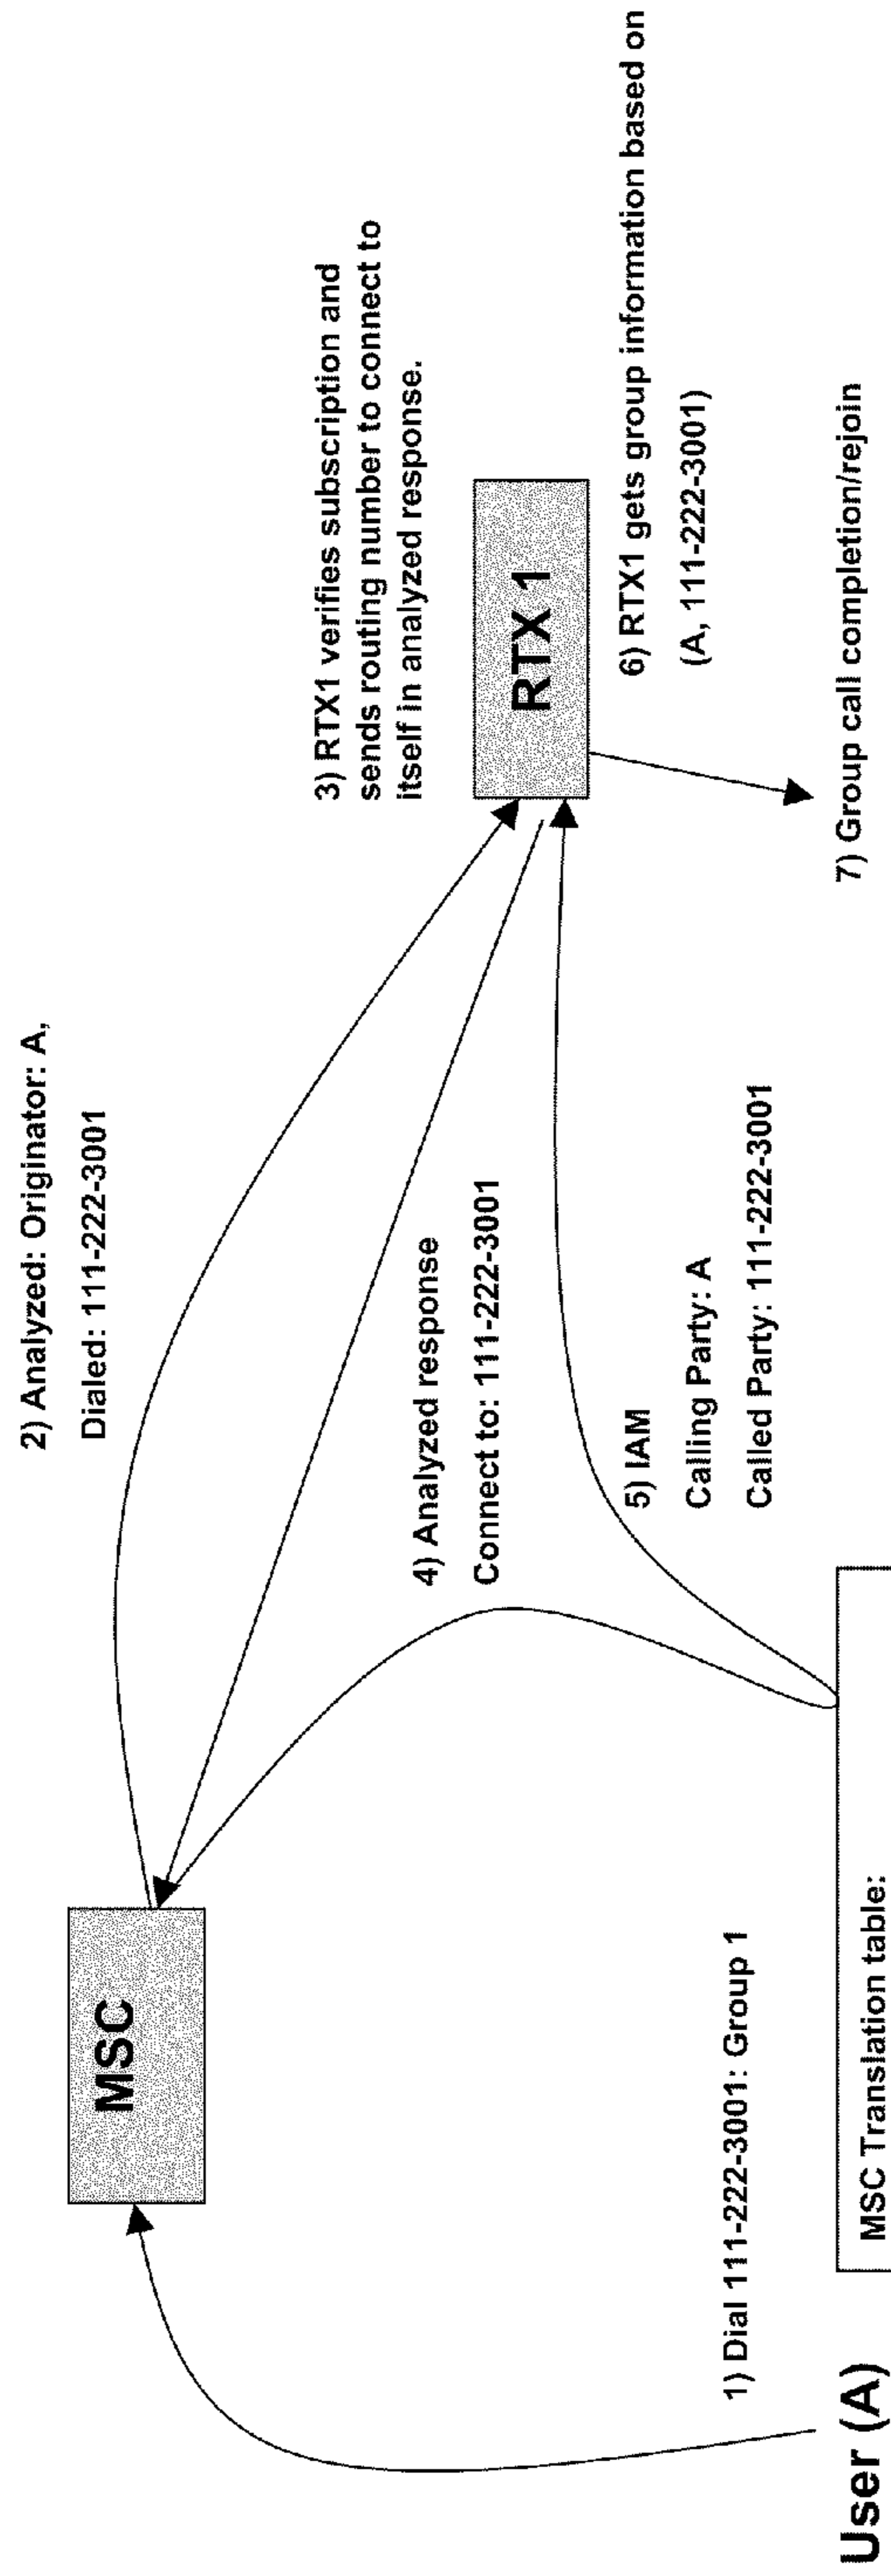 2) Analyzed: Originator: A,
Dialed: 111-222-3001
MSC
3) RTX1 verifies subscription and
sends routing number to connect to
itself in analyzed response.
4) Analyzed response
Connect to: 111-222-3001
RTX 1
5) IAM
Calling Party: A
Called Party: 111-222-3001
6) RTX1 gets group information based on
(A, 111-222-3001)
1) Dial 111-222-3001: Group 1
7) Group call completion/rejoin
User (A)
MSC Translation table: